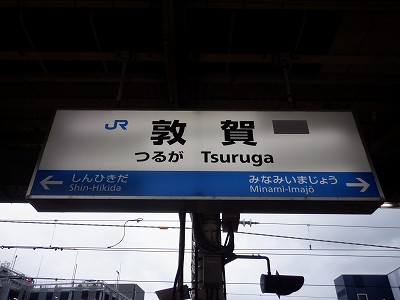 JR 敦賀
つるが Tsuruga
← しんひきだ みなみいまじょう →
Shin-Hikida Minami-Imajō